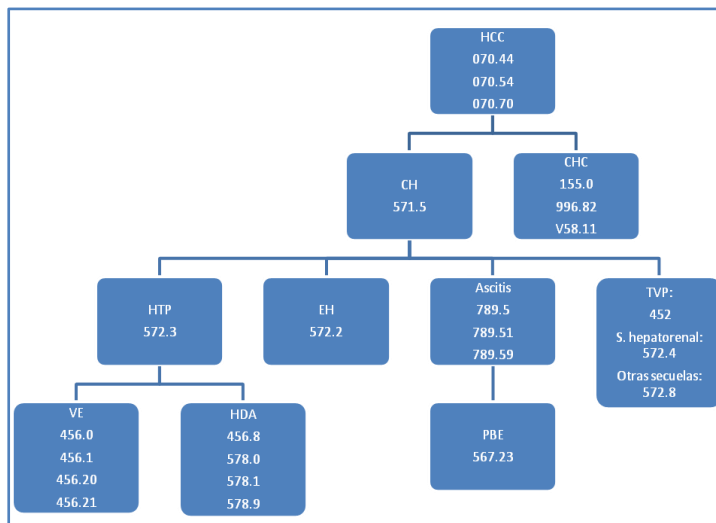 HCC
070.44
070.54
070.70
CH
571.5
CHC
155.0
996.82
V58.11
HTP
572.3
EH
572.2
Ascitis
789.5
789.51
789.59
TVP:
452
S. hepatorenal:
572.4
Otras secuelas:
572.8
VE
456.0
456.1
456.20
456.21
HDA
456.8
578.0
578.1
578.9
PBE
567.23